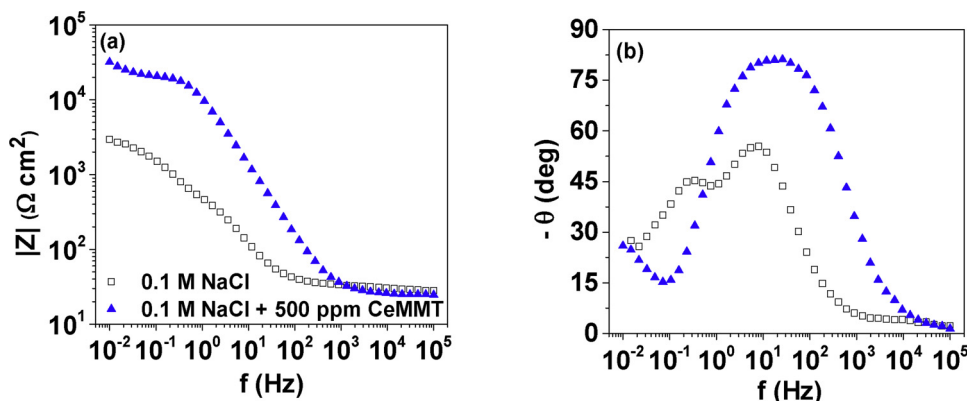 (a)
10^5
10^4
10^3
10^2
10^1
|Z| (Ω cm^2)
□ 0.1 M NaCl
▲ 0.1 M NaCl + 500 ppm CeMMT
10^-2 10^-1 10^0 10^1 10^2 10^3 10^4 10^5
f (Hz)
(b)
90
75
60
45
30
15
0
- θ (deg)
10^-2 10^-1 10^0 10^1 10^2 10^3 10^4 10^5
f (Hz)